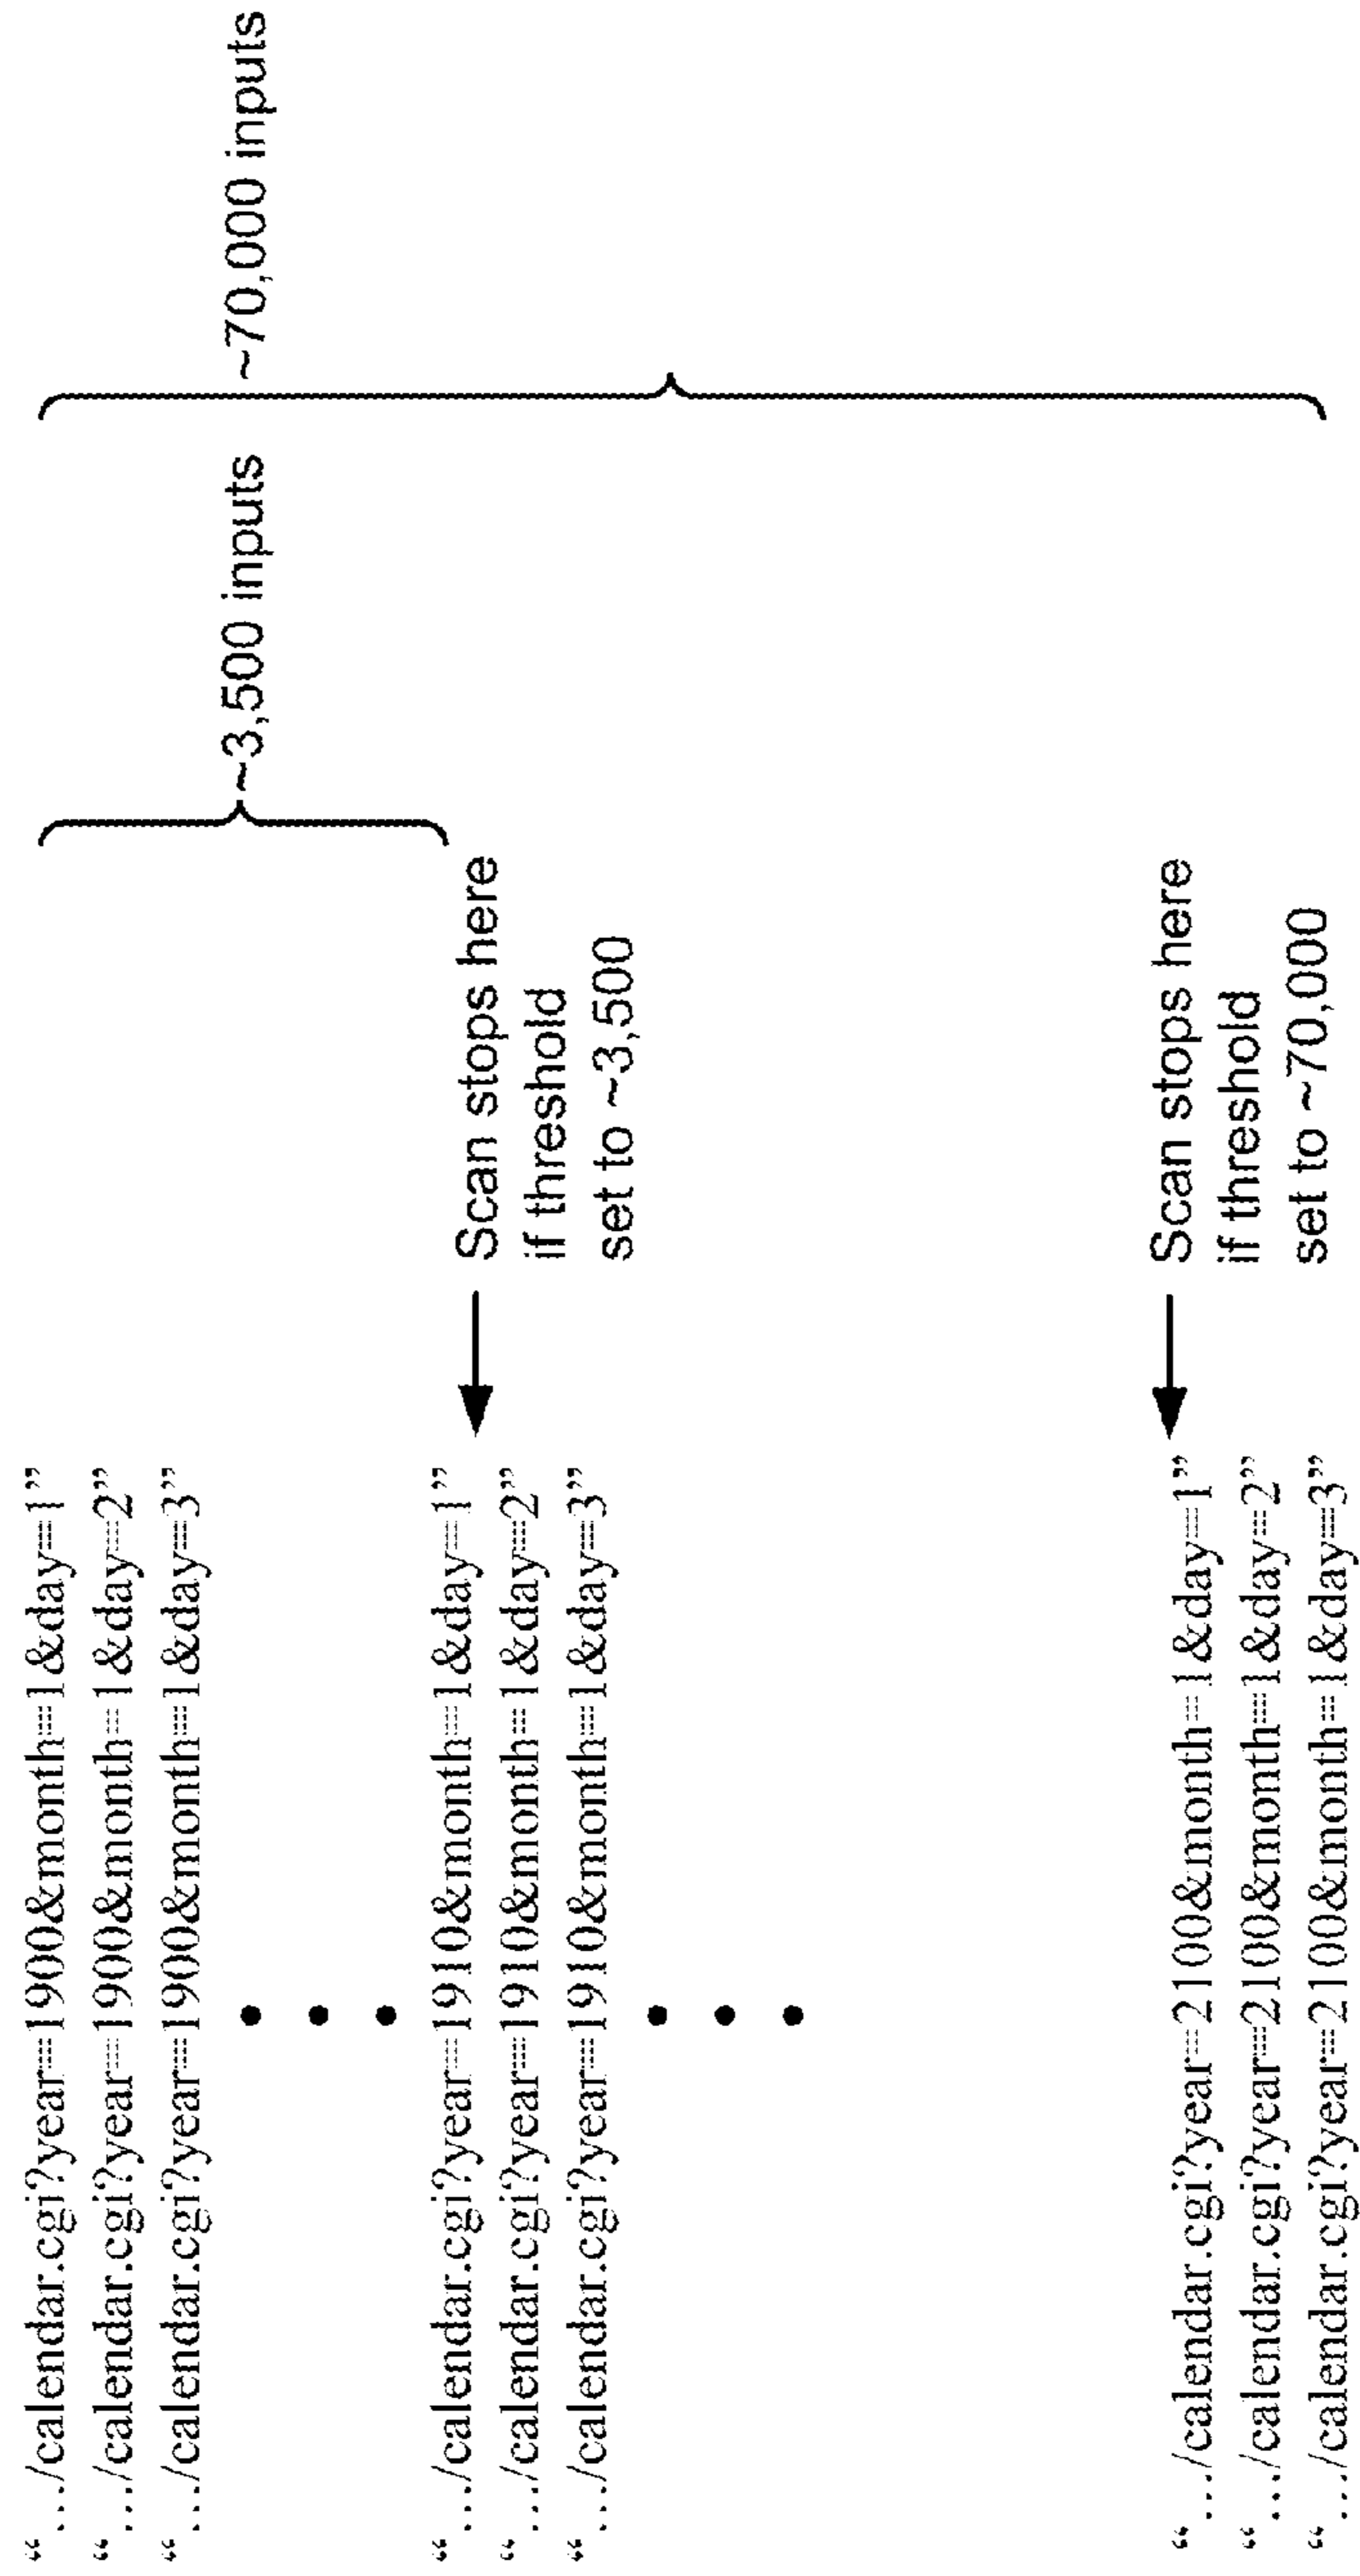 “…/calendar.cgi?year=1900&month=1&day=1”
“…/calendar.cgi?year=1900&month=1&day=2”
“…/calendar.cgi?year=1900&month=1&day=3”
~3,500 inputs
~70,000 inputs
“…/calendar.cgi?year=1910&month=1&day=1”
“…/calendar.cgi?year=1910&month=1&day=2”
“…/calendar.cgi?year=1910&month=1&day=3”
Scan stops here
if threshold
set to ~3,500
“…/calendar.cgi?year=2100&month=1&day=1”
“…/calendar.cgi?year=2100&month=1&day=2”
“…/calendar.cgi?year=2100&month=1&day=3”
Scan stops here
if threshold
set to ~70,000